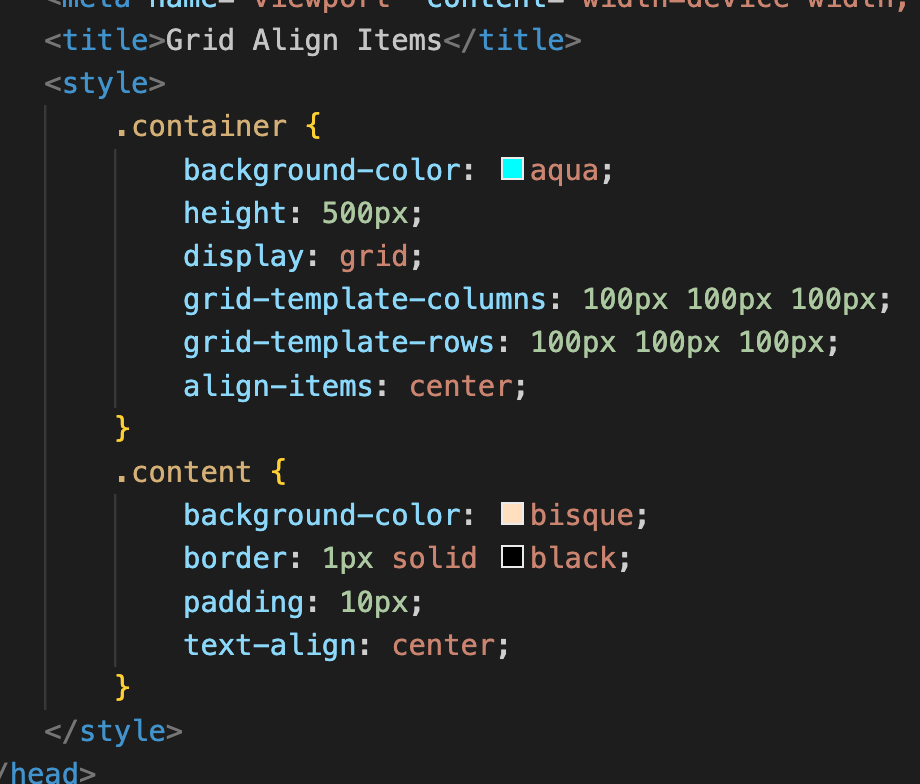 <meta name="viewport" content="width=device-width,
<title>Grid Align Items</title>
<style>
.container {
background-color: aqua;
height: 500px;
display: grid;
grid-template-columns: 100px 100px 100px;
grid-template-rows: 100px 100px 100px;
align-items: center;
}
.content {
background-color: bisque;
border: 1px solid black;
padding: 10px;
text-align: center;
}
</style>
/head>